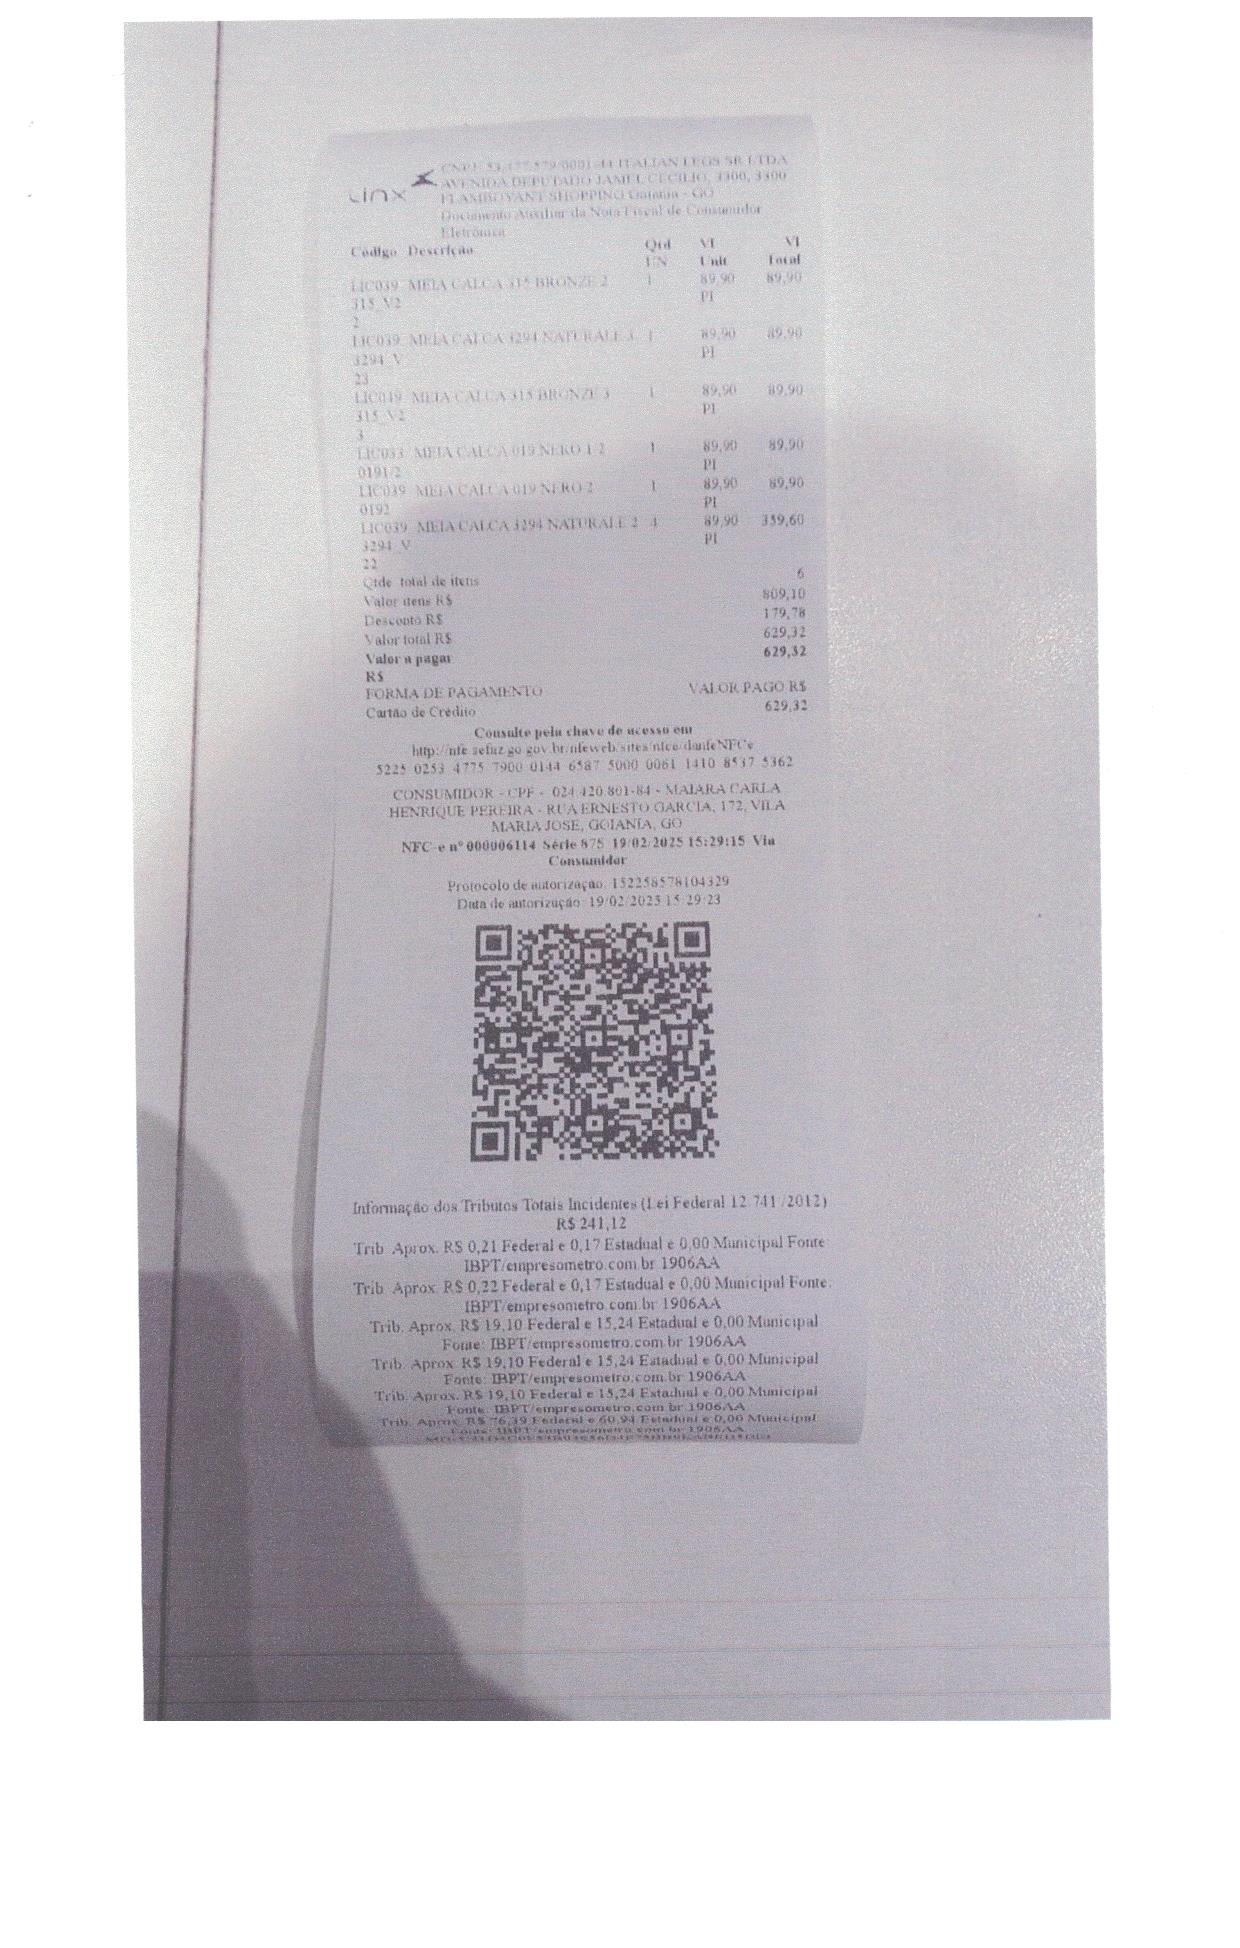 Linx
CNPJ: 53.477.579/0001-44 ITALIAN LEGS SR LTDA
AVENIDA DEPUTADO JAMEL CECILIO, 3300, 3300
FLAMBOYANT SHOPPING Goiânia - GO
Documento Auxiliar da Nota Fiscal de Consumidor
Eletrônica
Código Descrição Qtd Vl Vl
UN Unit Total
LIC039 MEIA CALCA 315 BRONZE 2 1 89,90 89,90
315_V2 PI
2
LIC039 MEIA CALCA 3294 NATURALE 3 1 89,90 89,90
3294_V PI
23
LIC039 MEIA CALCA 315 BRONZE 3 1 89,90 89,90
315_V2 PI
3
LIC033 MEIA CALCA 019 NERO 1/2 1 89,90 89,90
0191/2 PI
LIC039 MEIA CALCA 019 NERO 2 1 89,90 89,90
0192 PI
LIC039 MEIA CALCA 3294 NATURALE 2 4 89,90 359,60
3294_V PI
22
Qtde. total de itens 6
Valor itens R$ 809,10
Desconto R$ 179,78
Valor total R$ 629,32
Valor a pagar 629,32
R$
FORMA DE PAGAMENTO VALOR PAGO R$
Cartão de Crédito 629,32
Consulte pela chave de acesso em
http://nfe.sefaz.go.gov.br/nfeweb/sites/nfce/danfeNFCe
5225 0253 4775 7900 0144 6587 5000 0061 1410 8537 5362
CONSUMIDOR - CPF - 024.420.801-84 - MAIARA CARLA
HENRIQUE PEREIRA - RUA ERNESTO GARCIA, 172, VILA
MARIA JOSE, GOIANIA, GO
NFC-e nº 000006114 Série 875 19/02/2025 15:29:15 Via
Consumidor
Protocolo de autorização: 152258578104329
Data de autorização: 19/02/2025 15:29:23
Informação dos Tributos Totais Incidentes (Lei Federal 12.741 /2012)
R$ 241,12
Trib. Aprox. R$ 0,21 Federal e 0,17 Estadual e 0,00 Municipal Fonte:
IBPT/empresometro.com.br 1906AA
Trib. Aprox. R$ 0,22 Federal e 0,17 Estadual e 0,00 Municipal Fonte:
IBPT/empresometro.com.br 1906AA
Trib. Aprox. R$ 19,10 Federal e 15,24 Estadual e 0,00 Municipal
Fonte: IBPT/empresometro.com.br 1906AA
Trib. Aprox. R$ 19,10 Federal e 15,24 Estadual e 0,00 Municipal
Fonte: IBPT/empresometro.com.br 1906AA
Trib. Aprox. R$ 19,10 Federal e 15,24 Estadual e 0,00 Municipal
Fonte: IBPT/empresometro.com.br 1906AA
Trib. Aprox. R$ 76,39 Federal e 60,94 Estadual e 0,00 Municipal
Fonte: IBPT/empresometro.com.br 1906AA